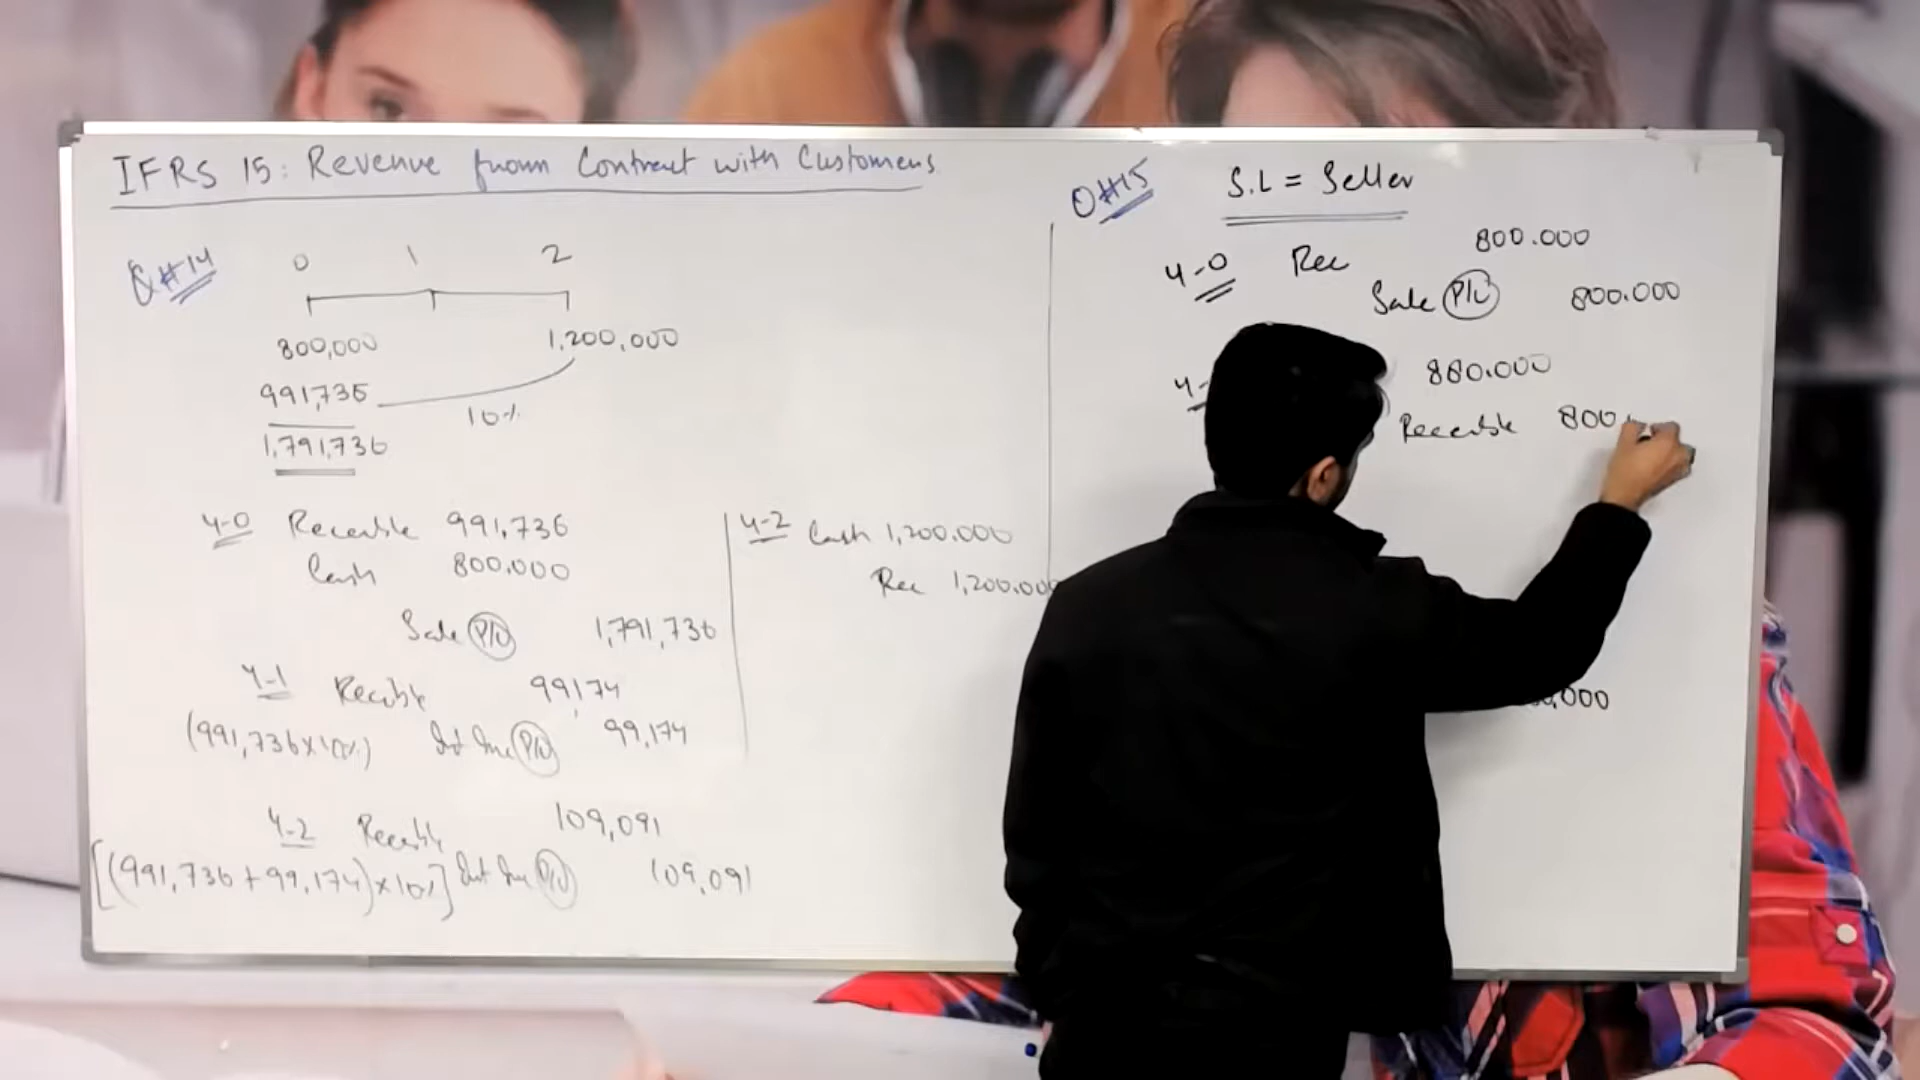 IFRS 15: Revenue from Contract with Customers
Q#14
0 1 2
800,000 1,200,000
991,736
10%
1,791,736
Y-0 Receivable 991,736
Cash 800,000
Sale P/L 1,791,736
Y-1 Receivable 99,174
(991,736x10%) Int Inc P/L 99,174
Y-2 Receivable 109,091
[(991,736+99,174)x10%] Int Inc P/L 109,091
Y-2 Cash 1,200.000
Rec 1,200.000
Q#15
S.L = Seller
Y-0 Rec 800.000
Sale P/L 800.000
Y- 880.000
Receivable 800.
,000